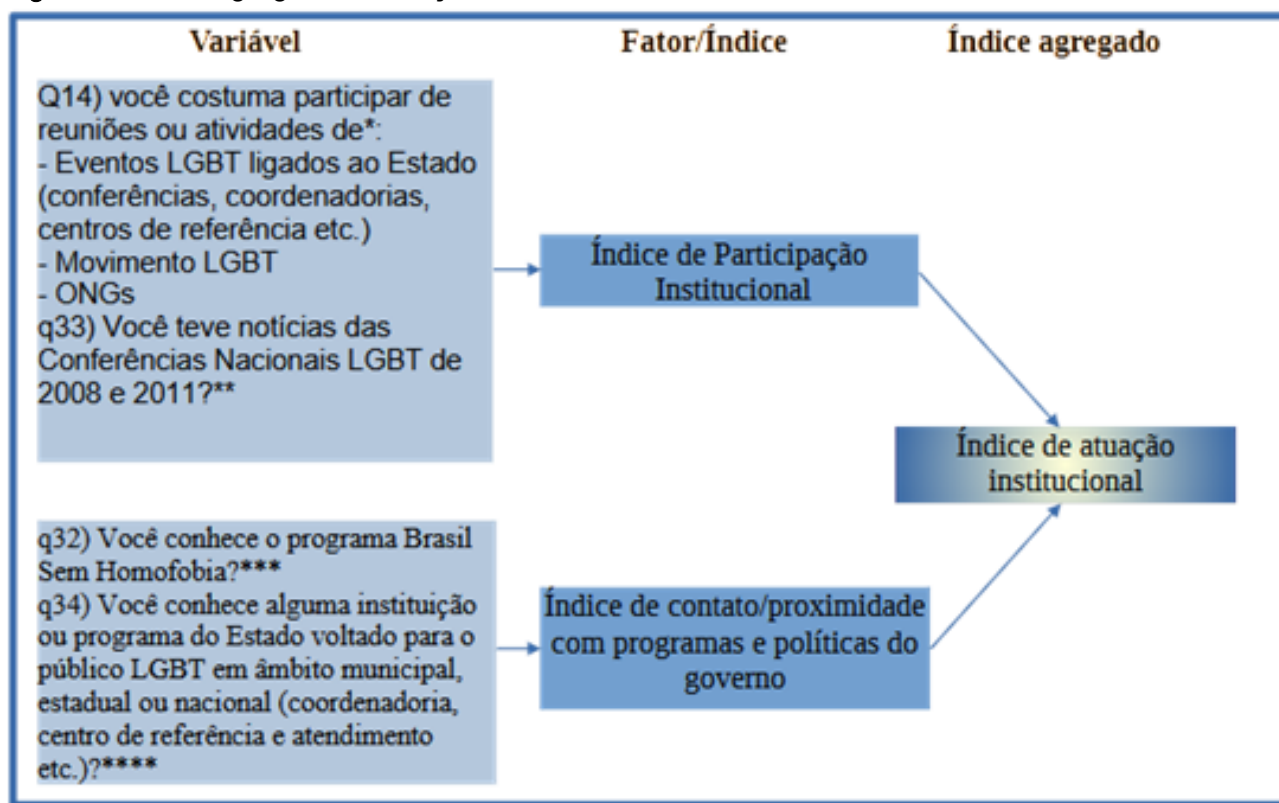 Variável
Fator/Índice
Índice agregado
Q14) você costuma participar de
reuniões ou atividades de*:
- Eventos LGBT ligados ao Estado
(conferências, coordenadorias,
centros de referência etc.)
- Movimento LGBT
- ONGs
q33) Você teve notícias das
Conferências Nacionais LGBT de
2008 e 2011?**
Índice de Participação
Institucional
Índice de atuação
institucional
q32) Você conhece o programa Brasil
Sem Homofobia?***
q34) Você conhece alguma instituição
ou programa do Estado voltado para o
público LGBT em âmbito municipal,
estadual ou nacional (coordenadoria,
centro de referência e atendimento
etc.)?****
Índice de contato/proximidade
com programas e políticas do
governo